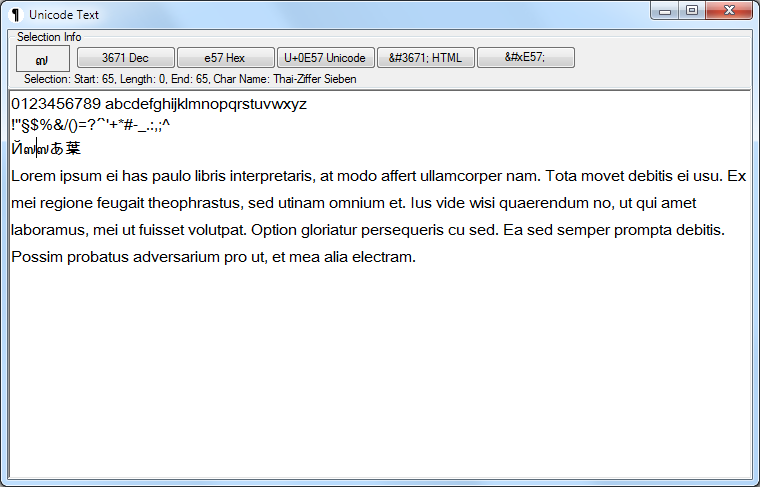 ¶ Unicode Text
Selection Info
๗ 3671 Dec e57 Hex U+0E57 Unicode &#3671; HTML &#xE57;
Selection: Start: 65, Length: 0, End: 65, Char Name: Thai-Ziffer Sieben
0123456789 abcdefghijklmnopqrstuvwxyz
!"§$%&/()=?`´'+*#-_.:,;^
Й๗๗あ葉
Lorem ipsum ei has paulo libris interpretaris, at modo affert ullamcorper nam. Tota movet debitis ei usu. Ex
mei regione feugait theophrastus, sed utinam omnium et. Ius vide wisi quaerendum no, ut qui amet
laboramus, mei ut fuisset volutpat. Option gloriatur persequeris cu sed. Ea sed semper prompta debitis.
Possim probatus adversarium pro ut, et mea alia electram.